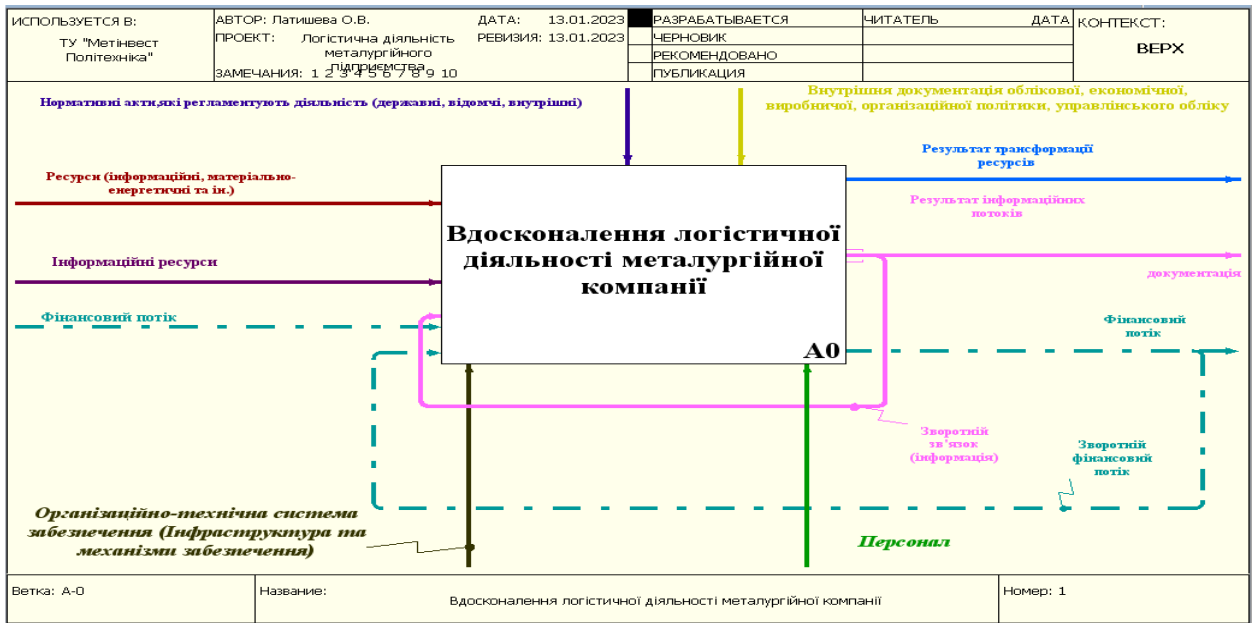 ИСПОЛЬЗУЕТСЯ В:
ТУ "Метінвест
Політехніка"
АВТОР: Латишева О.В.
ДАТА: 13.01.2023
ПРОЕКТ: Логістична діяльність
металургійного
підприємства
РЕВИЗИЯ: 13.01.2023
ЗАМЕЧАНИЯ: 1 2 3 4 5 6 7 8 9 10
РАЗРАБАТЫВАЕТСЯ
ЧЕРНОВИК
РЕКОМЕНДОВАНО
ПУБЛИКАЦИЯ
ЧИТАТЕЛЬ
ДАТА
КОНТЕКСТ:
ВЕРХ
Нормативні акти,які регламентують діяльність (державні, відомчі, внутрішні)
Внутрішня документація облікової, економічної,
виробничої, організаційної політики, управлінського обліку
Ресурси (інформаційні, матеріально-
енергетичні та ін.)
Результат трансформації
ресурсів
Результат інформаційних
потоків
Вдосконалення логістичної
діяльності металургійної
компанії
A0
Інформаційні ресурси
документація
Фінансовий потік
Фінансовий
потік
Зворотній
зв'язок
(інформація)
Зворотній
фінансовий
потік
Організаційно-технічна система
забезпечення (Інфраструктура та
механізми забезпечення)
Персонал
Ветка: A-0
Название:
Вдосконалення логістичної діяльності металургійної компанії
Номер: 1